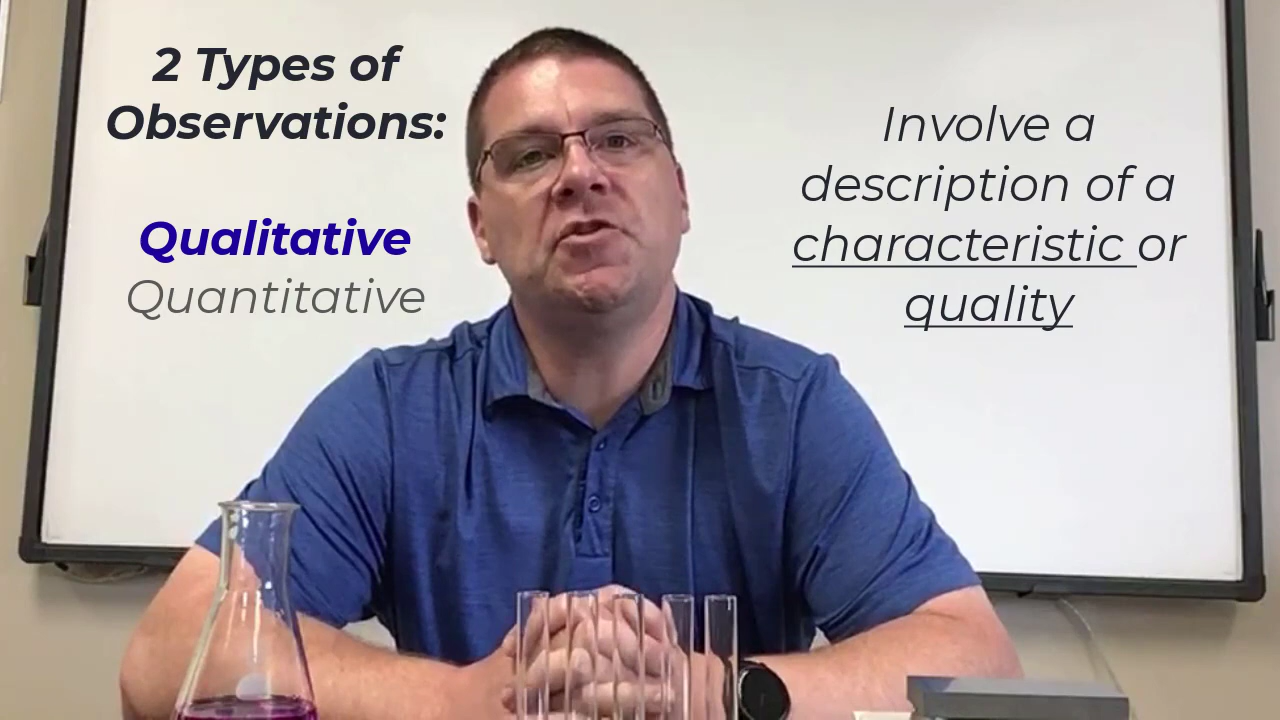 2 Types of
Observations:
Qualitative
Quantitative
Involve a
description of a
characteristic or
quality